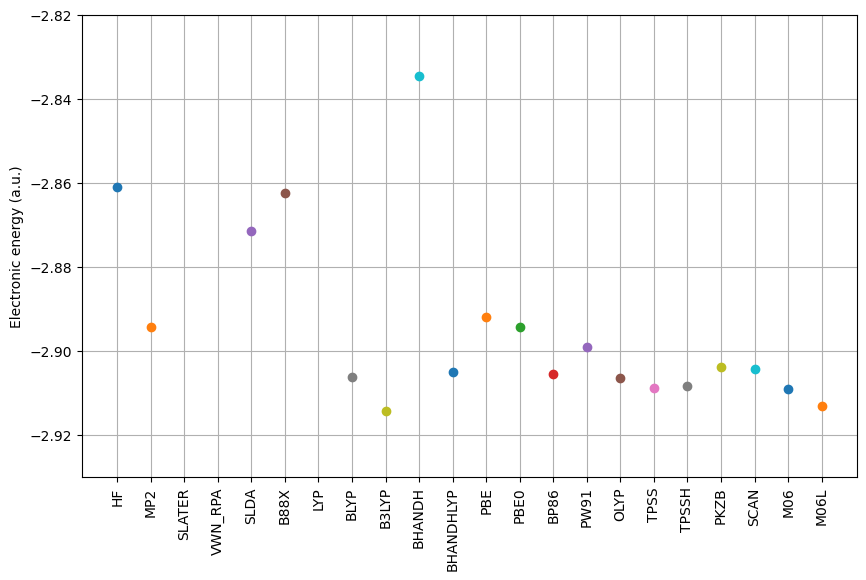 Electronic energy (a.u.)
−2.82
−2.84
−2.86
−2.88
−2.90
−2.92
HF
MP2
SLATER
VWN_RPA
SLDA
B88X
LYP
BLYP
B3LYP
BHANDH
BHANDHLYP
PBE
PBE0
BP86
PW91
OLYP
TPSS
TPSSH
PKZB
SCAN
M06
M06L